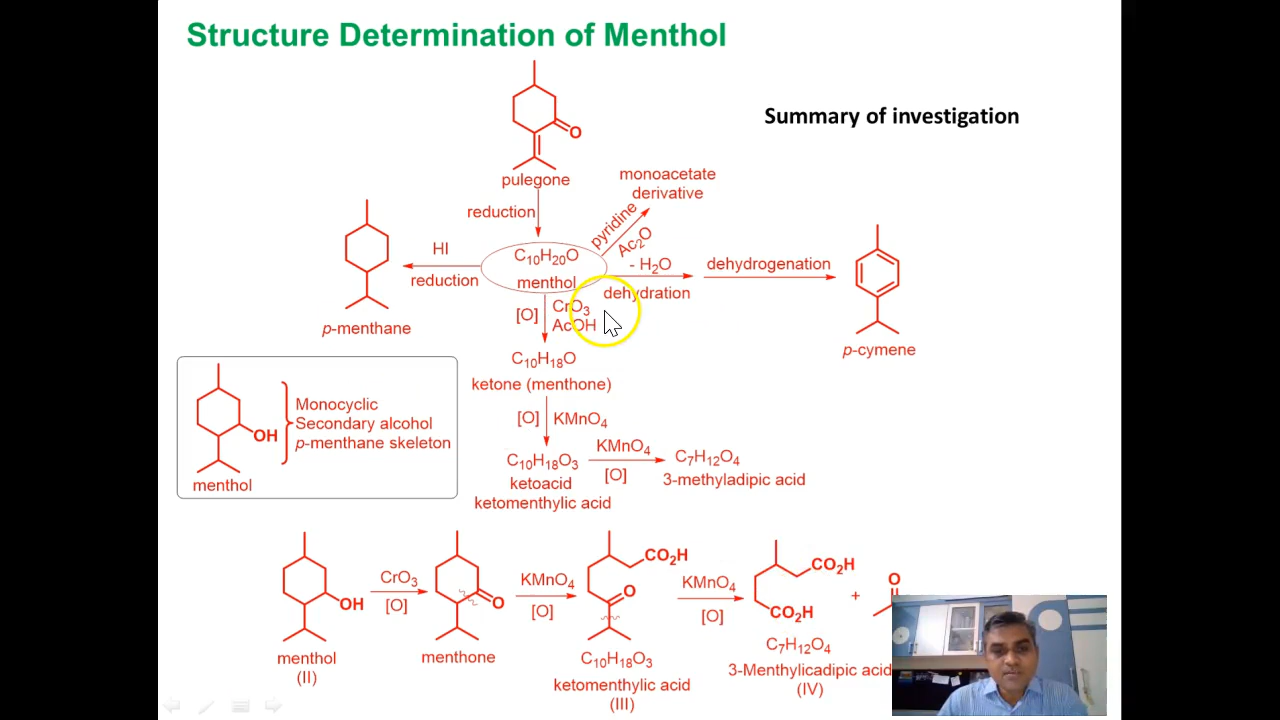 Structure Determination of Menthol
Summary of investigation
O
pulegone
reduction
monoacetate
derivative
pyridine
Ac₂O
HI
reduction
p-menthane
C₁₀H₂₀O
menthol
- H₂O
dehydration
dehydrogenation
p-cymene
[O] CrO₃
AcOH
C₁₀H₁₈O
ketone (menthone)
[O] KMnO₄
C₁₀H₁₈O₃
ketoacid
ketomenthylic acid
KMnO₄
[O]
C₇H₁₂O₄
3-methyladipic acid
OH
menthol
Monocyclic
Secondary alcohol
p-menthane skeleton
OH
menthol
(II)
CrO₃
[O]
O
menthone
KMnO₄
[O]
CO₂H
O
C₁₀H₁₈O₃
ketomenthylic acid
(III)
KMnO₄
[O]
CO₂H
CO₂H
C₇H₁₂O₄
3-Menthylicadipic acid
(IV)
+
O